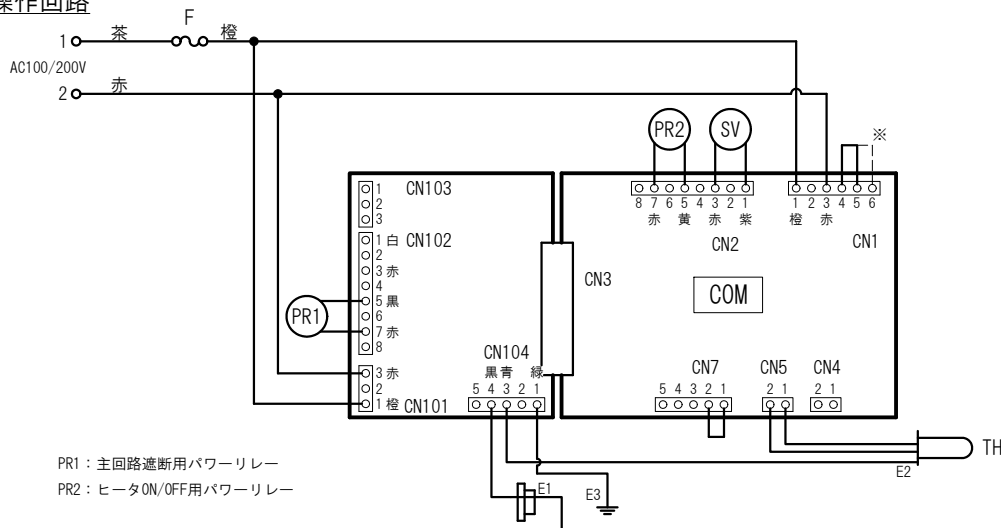 操作回路
F
1 茶 橙
AC100/200V
2 赤
PR2 SV ※
CN103
1
2
3
8 7 6 5 4 3 2 1
赤 黄 赤 紫
CN2
1 2 3 4 5 6
橙 赤
CN1
CN102
1 白
2
3 赤
4
5 黒
6
7 赤
8
PR1
CN3
COM
CN104
黒青 緑
5 4 3 2 1
3 赤
2
1 橙 CN101
CN7
5 4 3 2 1
CN5
2 1
CN4
2 1
TH
E2
PR1：主回路遮断用パワーリレー
PR2：ヒータON/OFF用パワーリレー
E1
E3